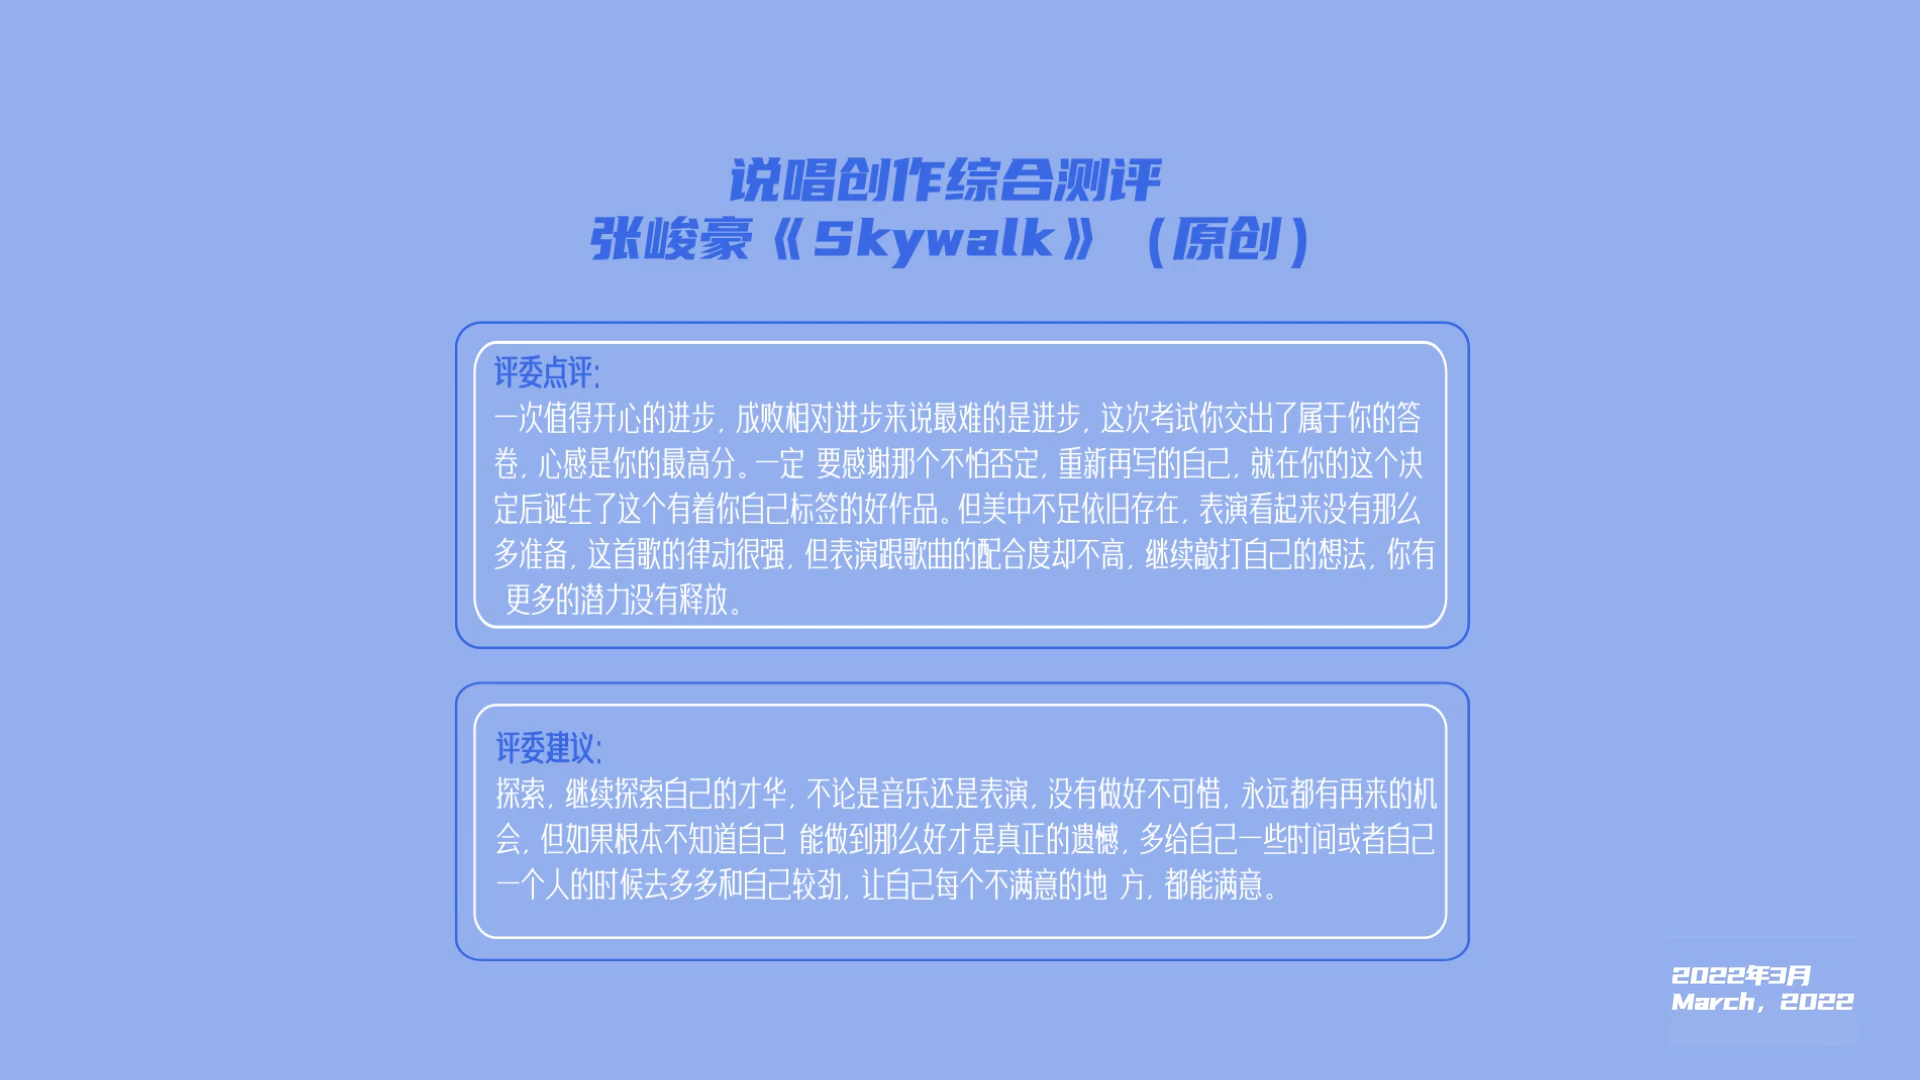 说唱创作综合测评
张峻豪《Skywalk》（原创）
评委点评:
一次值得开心的进步, 成败相对进步来说最难的是进步, 这次考试你交出了属于你的答
卷, 心感是你的最高分。一定 要感谢那个不怕否定, 重新再写的自己, 就在你的这个决
定后诞生了这个有着你自己标签的好作品。但美中不足依旧存在, 表演看起来没有那么
多准备, 这首歌的律动很强, 但表演跟歌曲的配合度却不高, 继续敲打自己的想法, 你有
更多的潜力没有释放。
评委建议:
探索, 继续探索自己的才华, 不论是音乐还是表演, 没有做好不可惜, 永远都有再来的机
会, 但如果根本不知道自己 能做到那么好才是真正的遗憾, 多给自己一些时间或者自己
一个人的时候去多多和自己较劲, 让自己每个不满意的地 方, 都能满意。
2022年3月
March, 2022